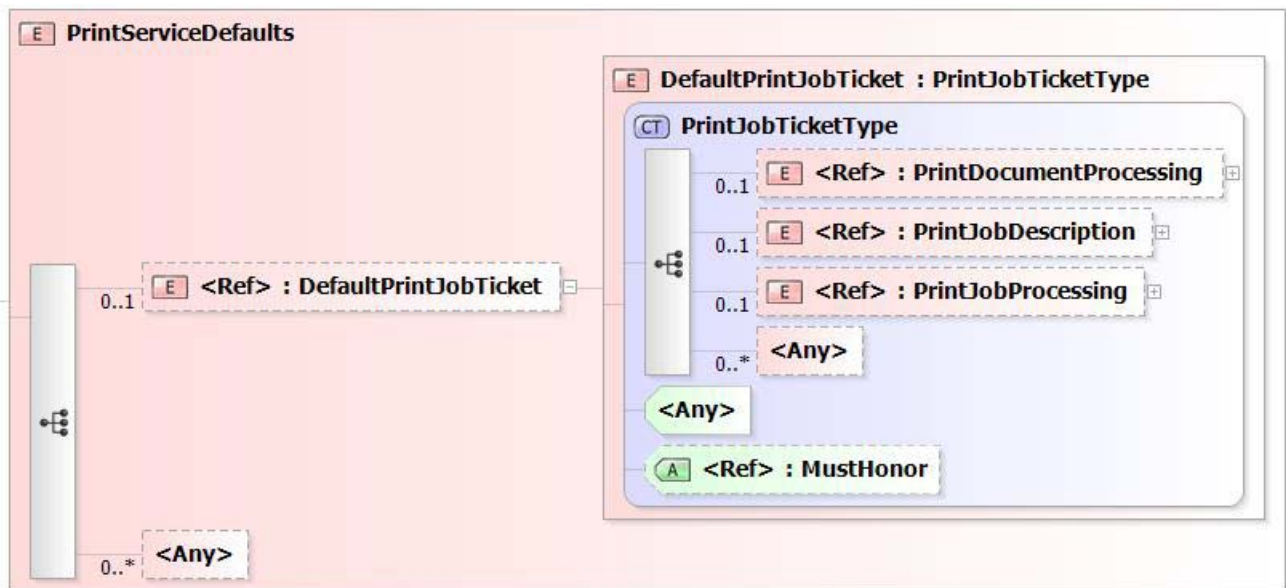 E PrintServiceDefaults
E DefaultPrintJobTicket : PrintJobTicketType
CT PrintJobTicketType
0..1 E <Ref> : PrintDocumentProcessing
0..1 E <Ref> : PrintJobDescription
0..1 E <Ref> : DefaultPrintJobTicket
0..1 E <Ref> : PrintJobProcessing
0..* <Any>
<Any>
A <Ref> : MustHonor
0..* <Any>